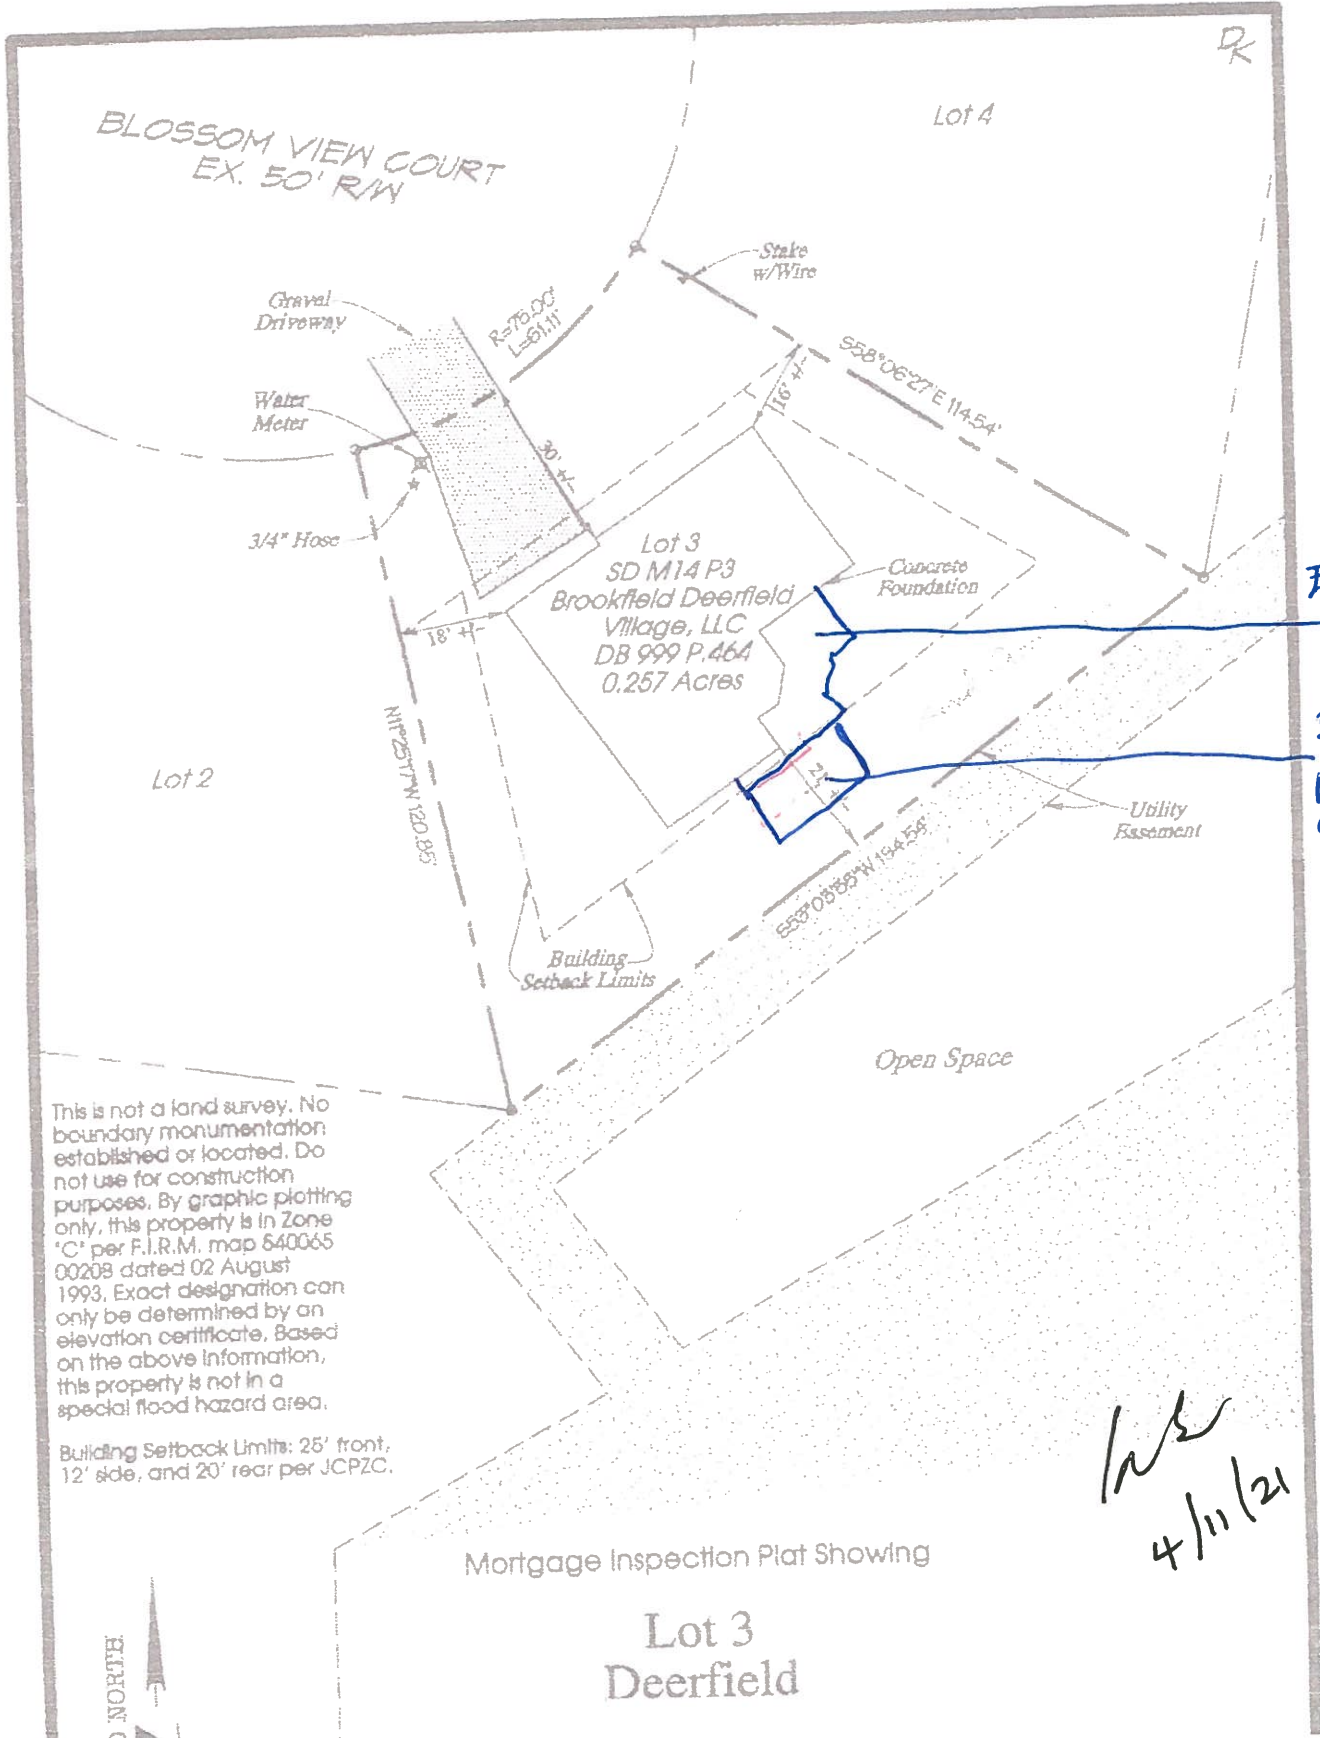 DK
BLOSSOM VIEW COURT
EX. 50' R/W
Lot 4
Stake
w/Wire
Gravel
Driveway
R=75.00'
L=61.11'
S58°06'27"E 114.54'
16' +/-
Water
Meter
30' +/-
3/4" Hose
Lot 3
SD M14 P3
Brookfield Deerfield
Village, LLC
DB 999 P.464
0.257 Acres
Concrete
Foundation
18' +/-
N11°25'17"W 120.85'
Lot 2
Utility
Easement
Building
Setback Limits
Open Space
This is not a land survey. No
boundary monumentation
established or located. Do
not use for construction
purposes. By graphic plotting
only, this property is in Zone
"C" per F.I.R.M. map 540065
0020B dated 02 August
1993. Exact designation can
only be determined by an
elevation certificate. Based
on the above information,
this property is not in a
special flood hazard area.
Building Setback Limits: 25' front,
12' side, and 20' rear per JCPZC.
4/11/21
Mortgage Inspection Plat Showing
Lot 3
Deerfield
NORTH